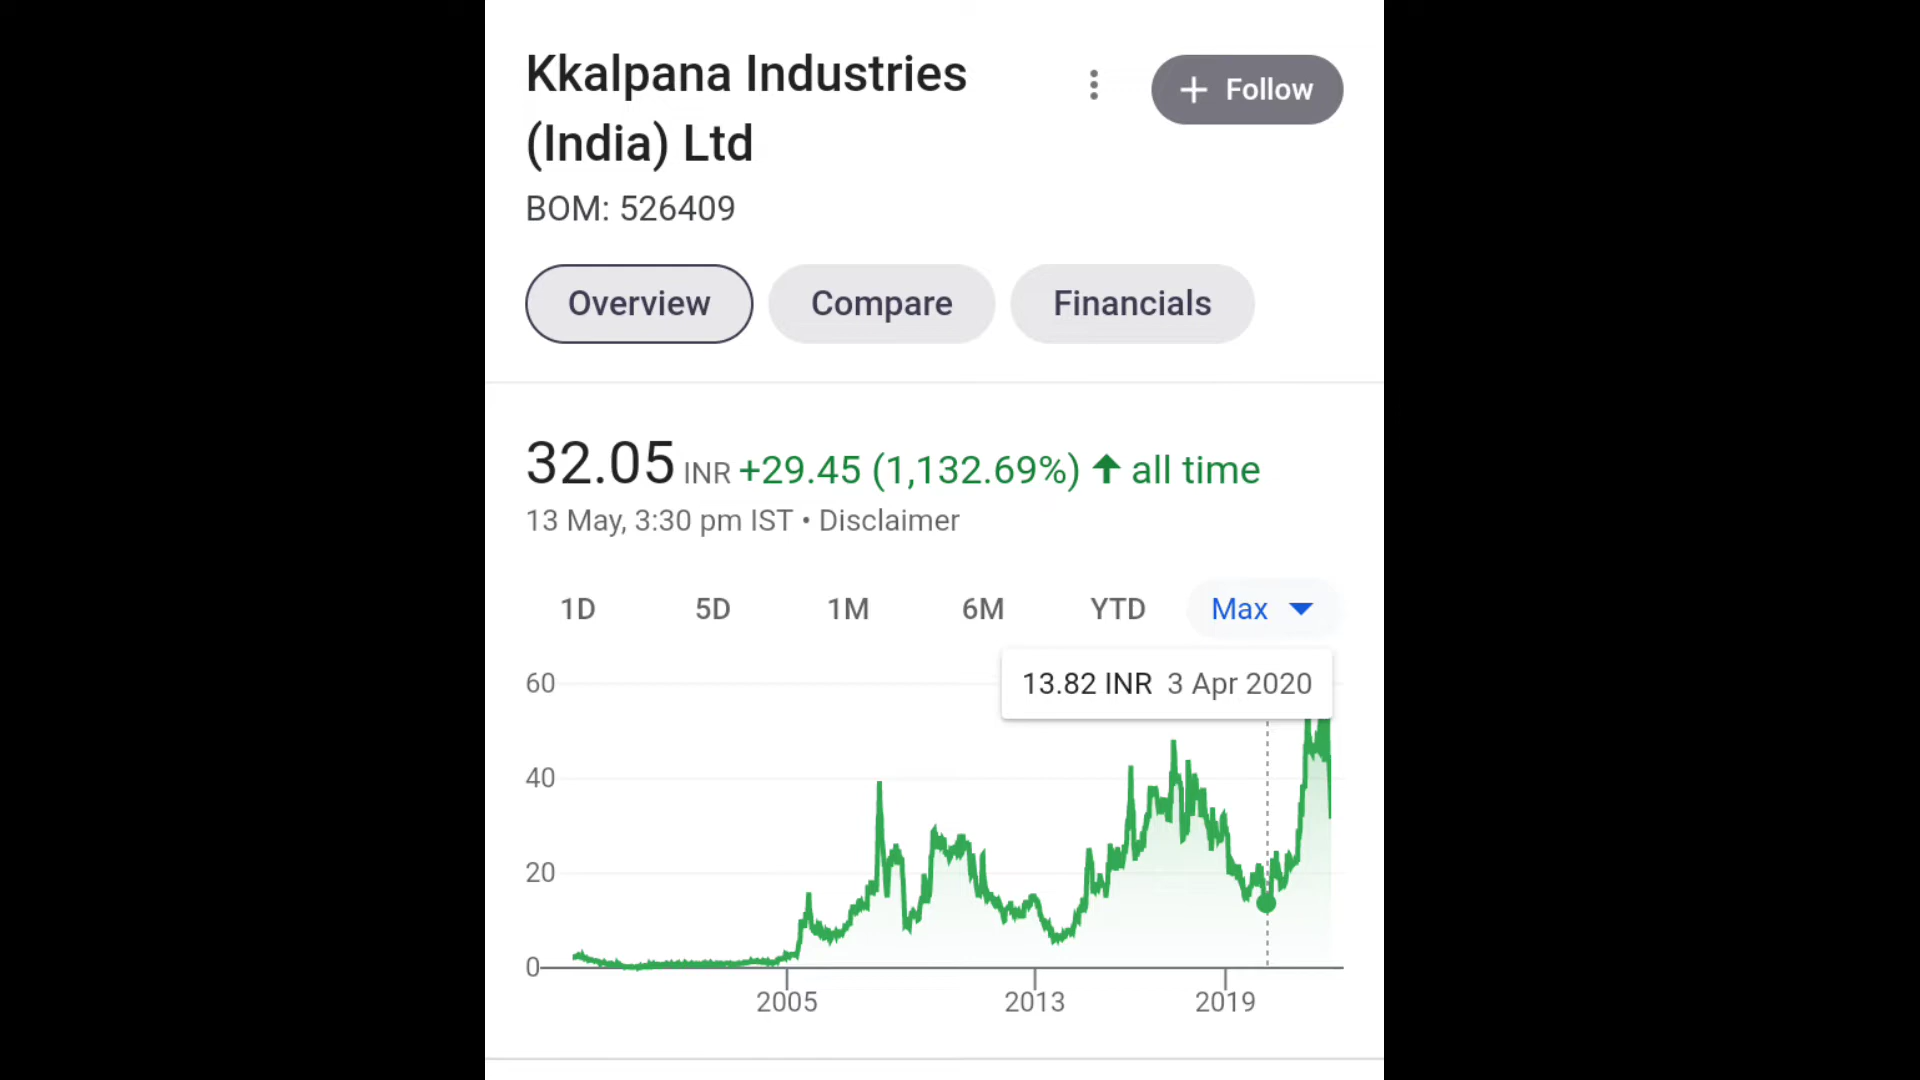 Kkalpana Industries
(India) Ltd
+ Follow
BOM: 526409
Overview
Compare
Financials
32.05 INR +29.45 (1,132.69%) ↑ all time
13 May, 3:30 pm IST • Disclaimer
1D 5D 1M 6M YTD Max
13.82 INR 3 Apr 2020
60
40
20
0
2005 2013 2019